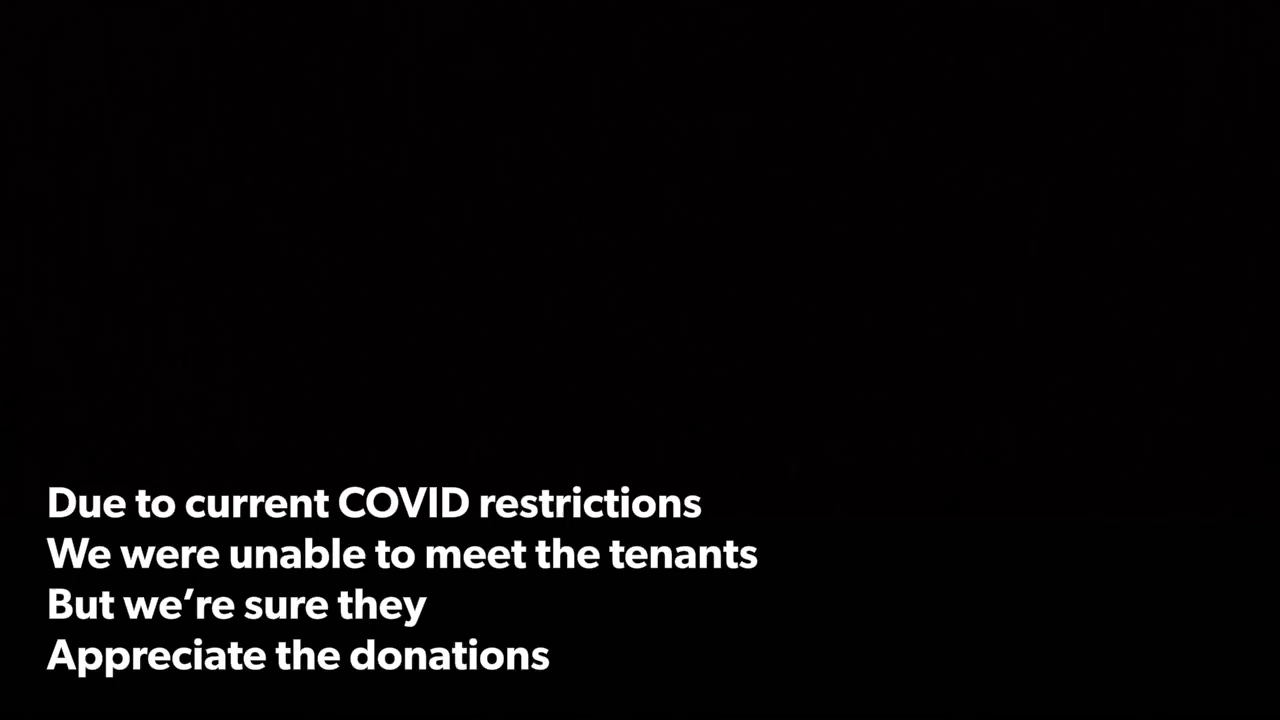 Due to current COVID restrictions
We were unable to meet the tenants
But we’re sure they
Appreciate the donations